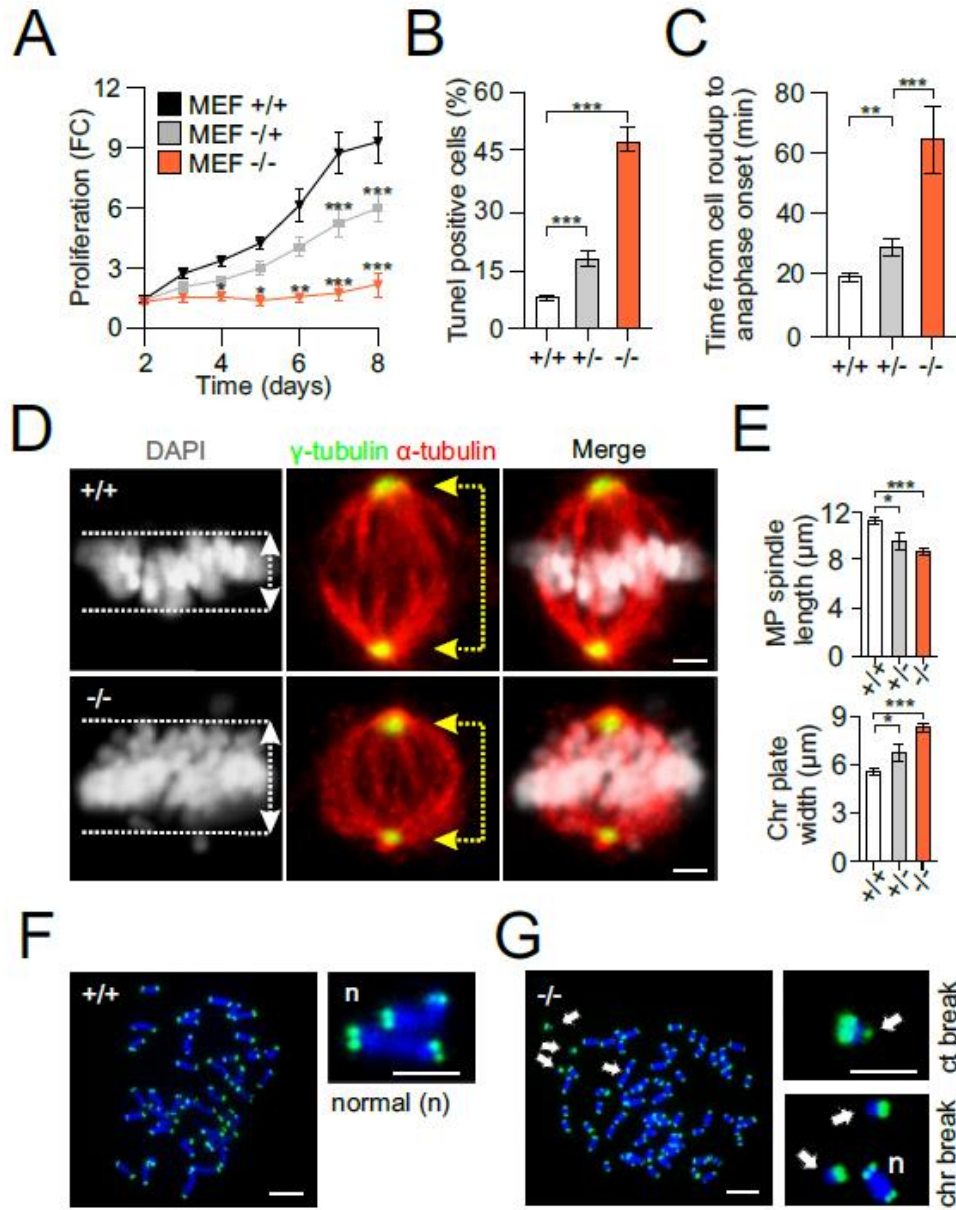 A
Proliferation (FC)
12
9
6
3
0
MEF +/+
MEF -/+
MEF -/-
***
***
*
*
**
***
***
2
4
6
8
Time (days)
B
Tunel positive cells (%)
60
45
30
15
0
***
***
+/+
+/-
-/-
C
Time from cell roudup to
anaphase onset (min)
80
60
40
20
0
***
**
+/+
+/-
-/-
D
DAPI
γ-tubulin α-tubulin
Merge
+/+
-/-
E
MP spindle
length (µm)
12
8
4
0
***
*
+/+
+/-
-/-
Chr plate
width (µm)
9
6
3
0
***
*
+/+
+/-
-/-
F
+/+
n
normal (n)
G
-/-
ct break
n
chr break